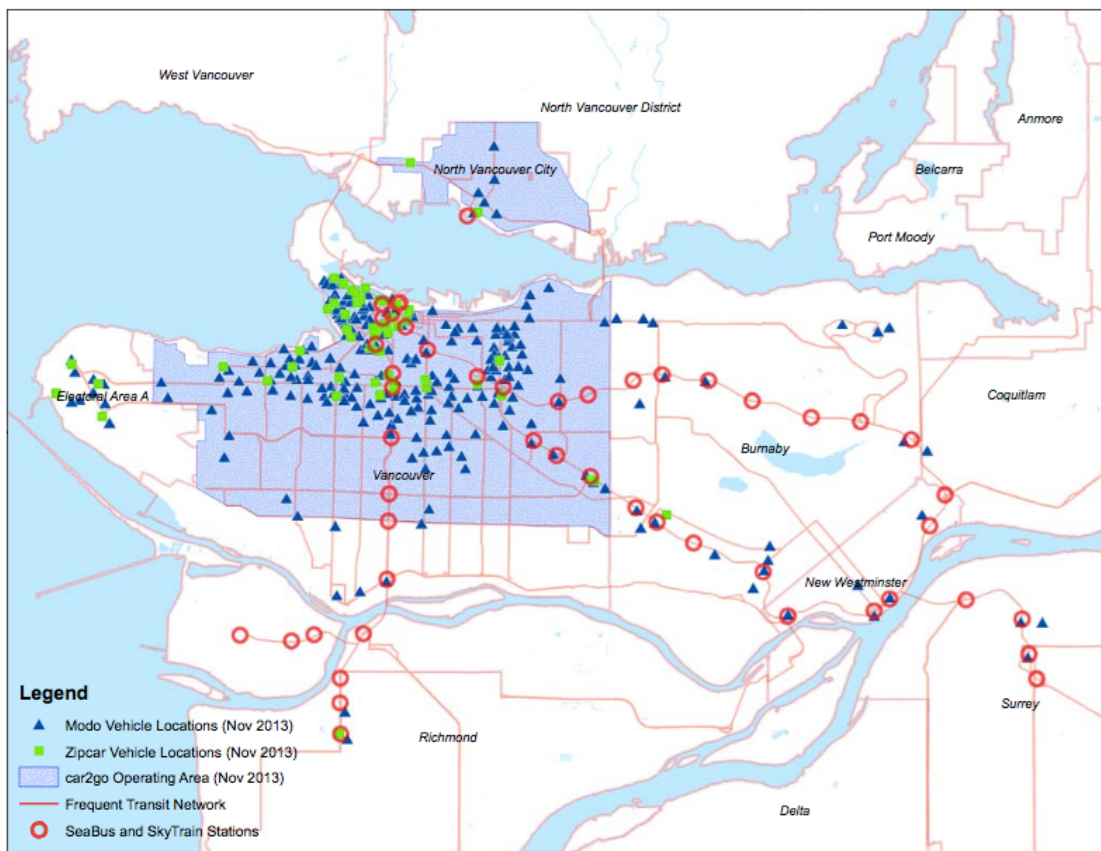 West Vancouver
North Vancouver District
Anmore
North Vancouver City
Belcarra
Port Moody
Electoral Area A
Coquitlam
Burnaby
Vancouver
New Westminster
Surrey
Richmond
Delta
Legend
Modo Vehicle Locations (Nov 2013)
Zipcar Vehicle Locations (Nov 2013)
car2go Operating Area (Nov 2013)
Frequent Transit Network
SeaBus and SkyTrain Stations